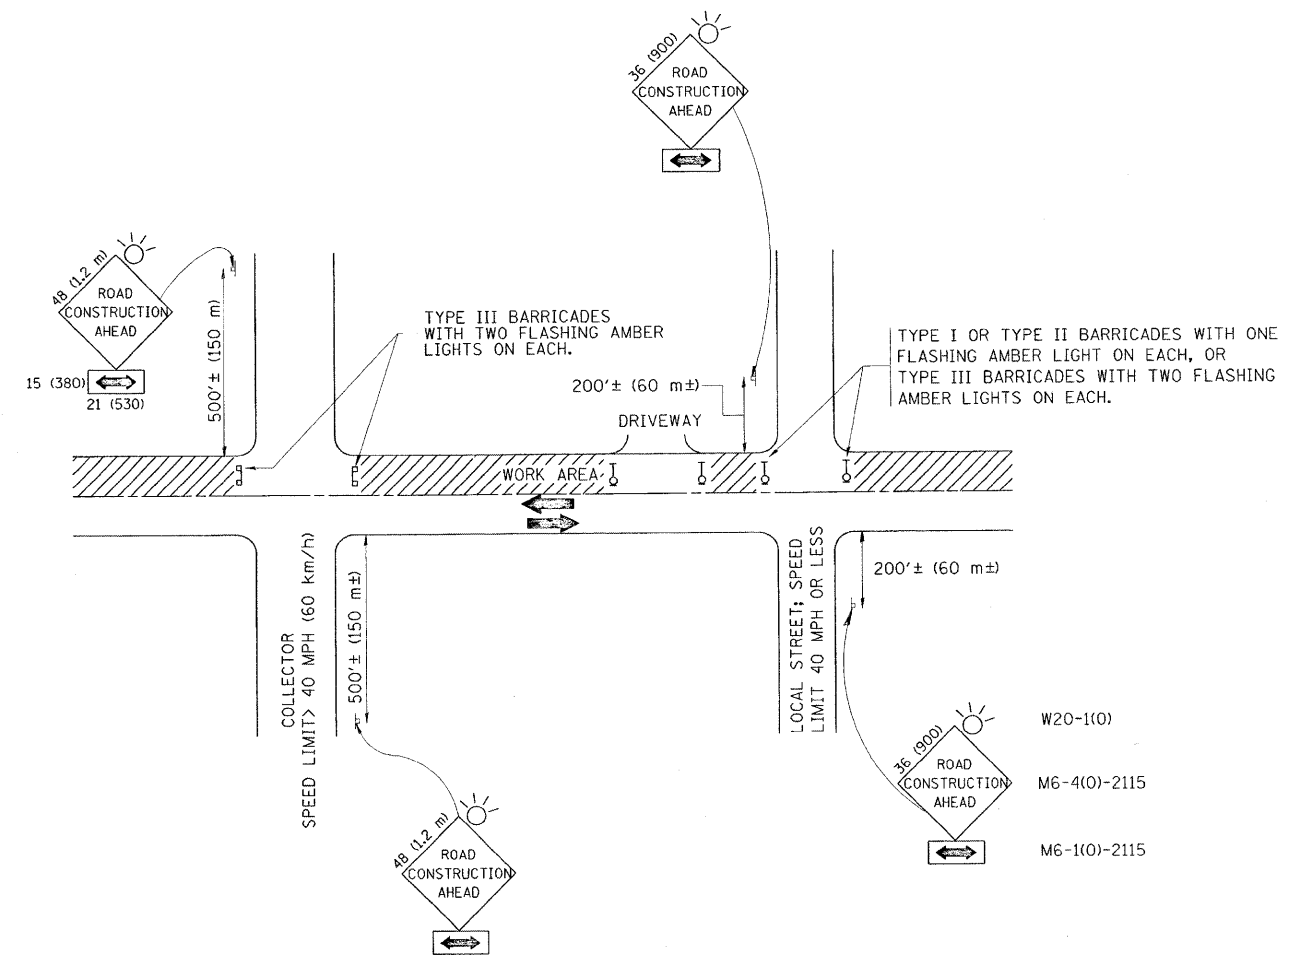 36 (900)
ROAD
CONSTRUCTION
AHEAD
48 (1.2 m)
ROAD
CONSTRUCTION
AHEAD
15 (380)
21 (530)
500'± (150 m)
TYPE III BARRICADES
WITH TWO FLASHING AMBER
LIGHTS ON EACH.
TYPE I OR TYPE II BARRICADES WITH ONE
FLASHING AMBER LIGHT ON EACH, OR
TYPE III BARRICADES WITH TWO FLASHING
AMBER LIGHTS ON EACH.
200'± (60 m±)
DRIVEWAY
WORK AREA
COLLECTOR
SPEED LIMIT> 40 MPH (60 km/h)
500'± (150 m±)
LOCAL STREET; SPEED
LIMIT 40 MPH OR LESS
200'± (60 m±)
36 (900)
ROAD
CONSTRUCTION
AHEAD
W20-1(O)
M6-4(O)-2115
M6-1(O)-2115
48 (1.2 m)
ROAD
CONSTRUCTION
AHEAD